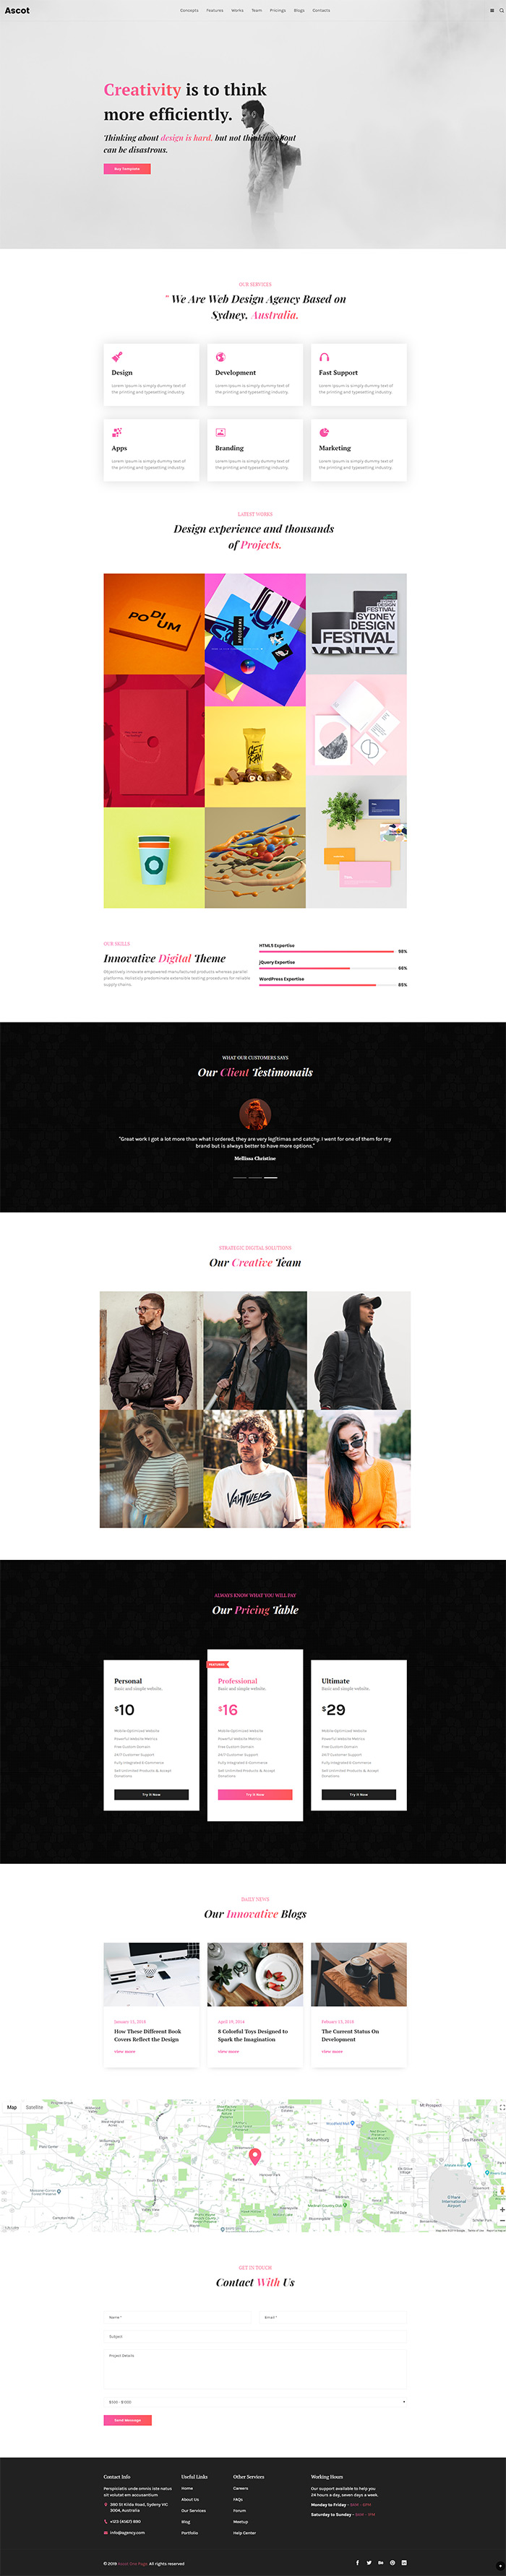 Ascot
Concepts Features Works Team Pricings Blogs Contacts
Creativity is to think
more efficiently.
Thinking about design is hard, but not thinking about
can be disastrous.
Buy Template
OUR SERVICES
" We Are Web Design Agency Based on
Sydney, Australia.
Design
Lorem Ipsum is simply dummy text of
the printing and typesetting industry.
Development
Lorem Ipsum is simply dummy text of
the printing and typesetting industry.
Fast Support
Lorem Ipsum is simply dummy text of
the printing and typesetting industry.
Apps
Lorem Ipsum is simply dummy text of
the printing and typesetting industry.
Branding
Lorem Ipsum is simply dummy text of
the printing and typesetting industry.
Marketing
Lorem Ipsum is simply dummy text of
the printing and typesetting industry.
LATEST WORKS
Design experience and thousands
of Projects.
PODIUM
DESIGN
FESTIVAL
SYDNEY
DESIGN
FESTIVAL
YDNEY
GET
RAW
OUR SKILLS
Innovative Digital Theme
Objectively innovate empowered manufactured products whereas parallel
platforms. Holisticly predominate extensible testing procedures for reliable
supply chains.
HTML5 Expertise
98%
jQuery Expertise
66%
WordPress Expertise
85%
WHAT OUR CUSTOMERS SAYS
Our Client Testimonails
"Great work I got a lot more than what I ordered, they are very legitimas and catchy. I went for one of them for my
brand but is always better to have more options."
Mellissa Christine
STRATEGIC DIGITAL SOLUTIONS
Our Creative Team
ALWAYS KNOW WHAT YOU WILL PAY
Our Pricing Table
Personal
Basic and simple website.
$10
Mobile-Optimized Website
Powerful Website Metrics
Free Custom Domain
24/7 Customer Support
Fully Integrated E-Commerce
Sell Unlimited Products & Accept
Donations
Try It Now
FEATURED
Professional
Basic and simple website.
$16
Mobile-Optimized Website
Powerful Website Metrics
Free Custom Domain
24/7 Customer Support
Fully Integrated E-Commerce
Sell Unlimited Products & Accept
Donations
Try It Now
Ultimate
Basic and simple website.
$29
Mobile-Optimized Website
Powerful Website Metrics
Free Custom Domain
24/7 Customer Support
Fully Integrated E-Commerce
Sell Unlimited Products & Accept
Donations
Try It Now
DAILY NEWS
Our Innovative Blogs
January 15, 2018
How These Different Book
Covers Reflect the Design
View more
April 19, 2018
8 Colorful Toys Designed to
Spark the Imagination
View more
The Current Status On
Development
View more
Map Satellite
Elgin
Schaumburg
Mt Prospect
Des Plaines
O'Hare
International
Airport
GET IN TOUCH
Contact With Us
Name *
Email *
Subject
Project Details
Send Message
Contact Info
Perspiciatis unde omnis iste natus
sit volutat em accusantium
380 St Kilda Road, Sydeny VIC
3004, Australia
+123 (4567) 890
info@agency.com
Useful Links
Home
About Us
Our Services
Blog
Portfolio
Other Services
Careers
FAQs
Forum
Meetup
Help Center
Working Hours
Our support available to help you
24 hours a day, seven days a week.
Monday to Friday -
Saturday to Sunday -
© 2019 Ascot One Page. All rights reserved